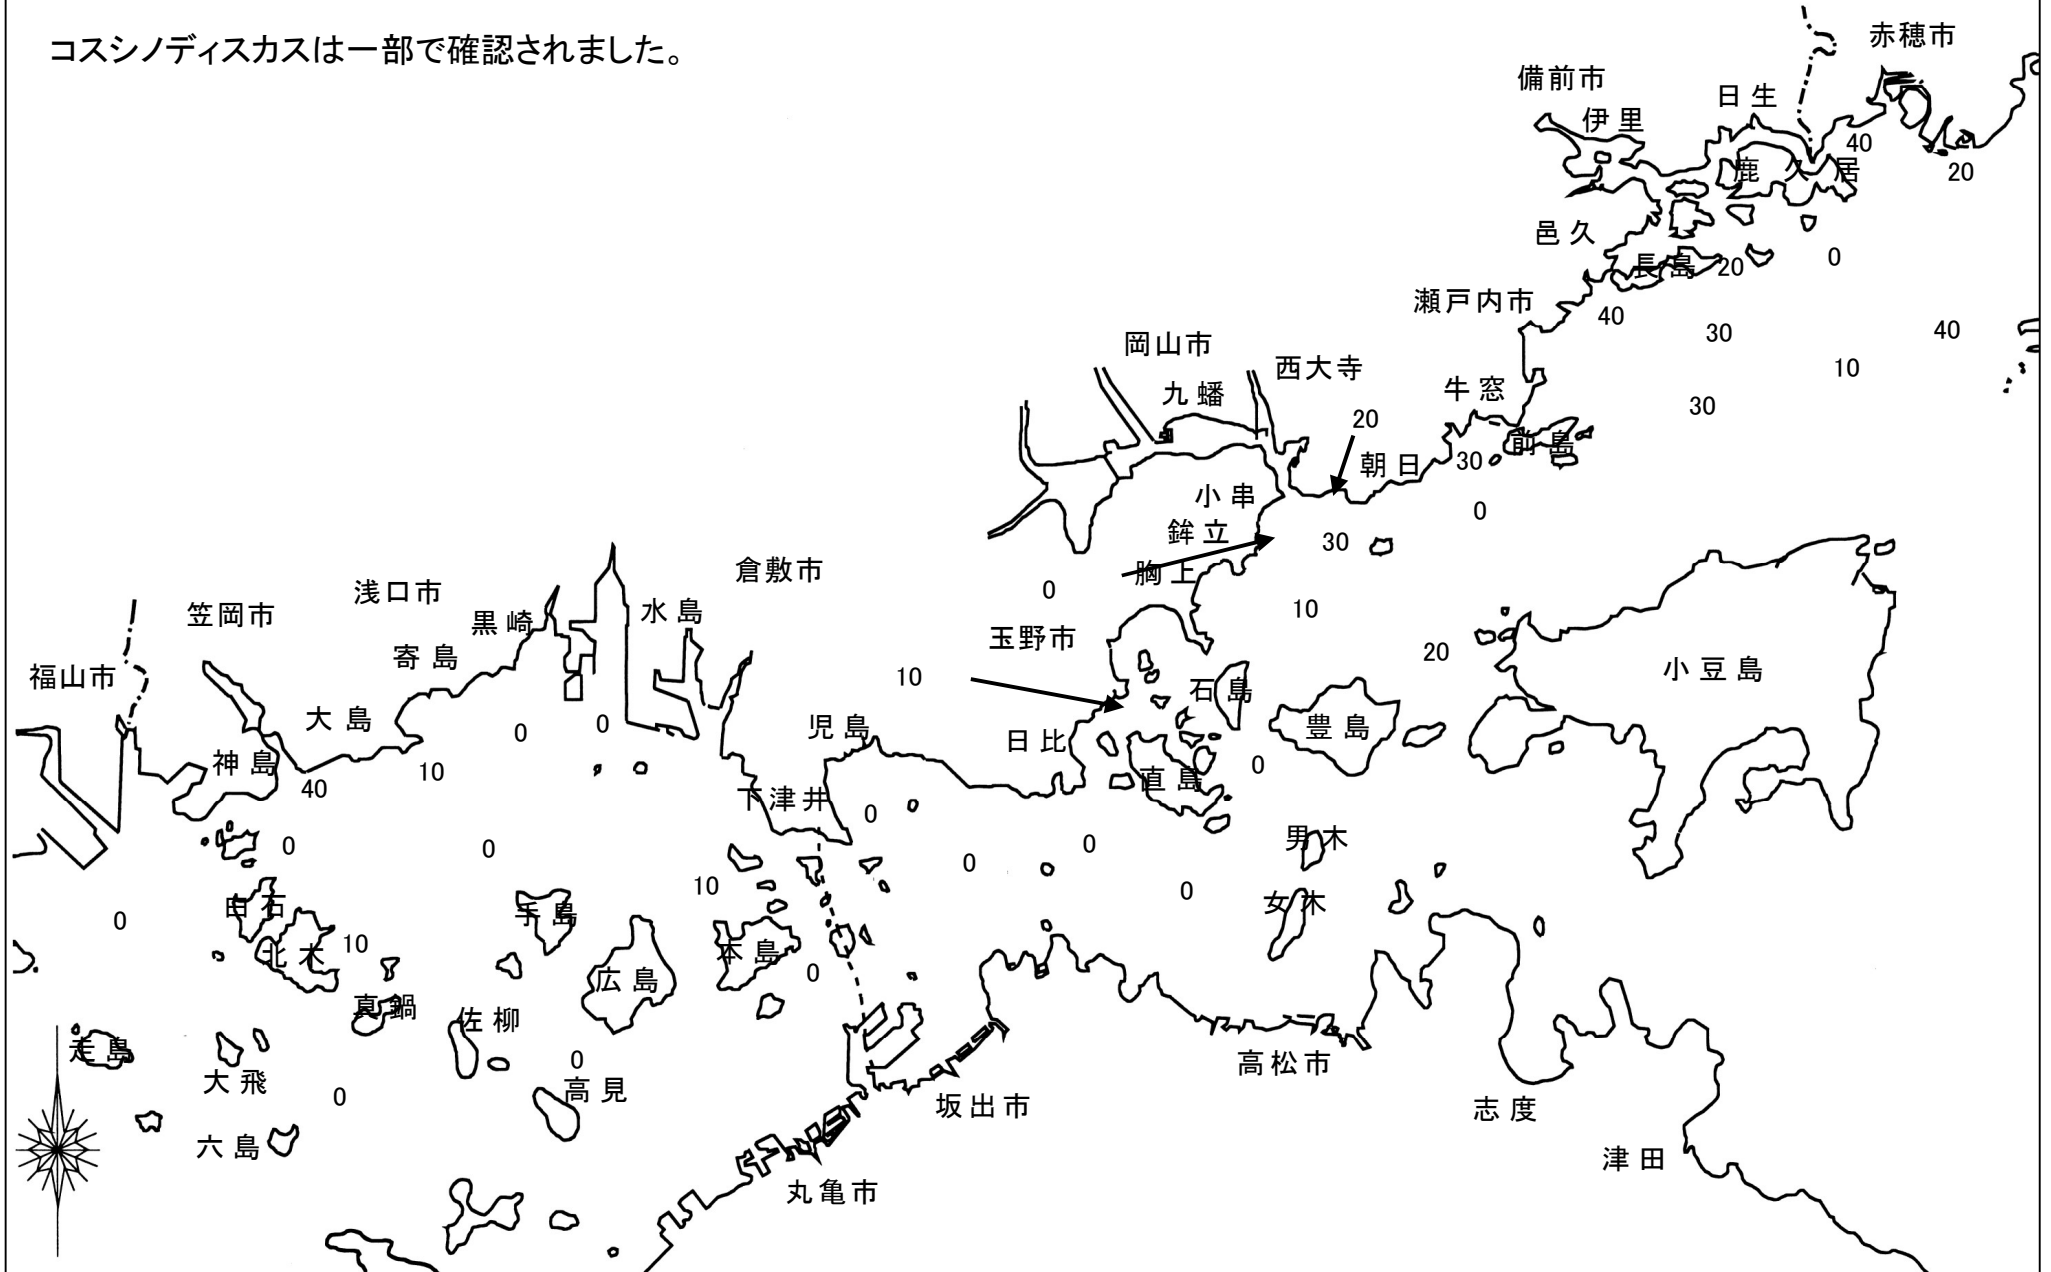 コスシノディスカスは一部で確認されました。
赤穂市
備前市
日生
伊里
40
鹿久居
20
邑久
0
長島
20
瀬戸内市
40
30
40
岡山市
西大寺
10
九蟠
牛窓
30
20
前島
朝日
30
小串
0
鉾立
30
胸上
倉敷市
0
浅口市
10
笠岡市
水島
黒崎
玉野市
20
寄島
小豆島
福山市
10
石島
大島
0
0
児島
豊島
日比
神島
0
10
直島
40
下津井
0
男木
0
0
0
0
10
0
女木
白石
手島
0
10
北木
本島
0
広島
真鍋
佐柳
走島
0
高松市
大飛
高見
0
坂出市
志度
六島
津田
丸亀市